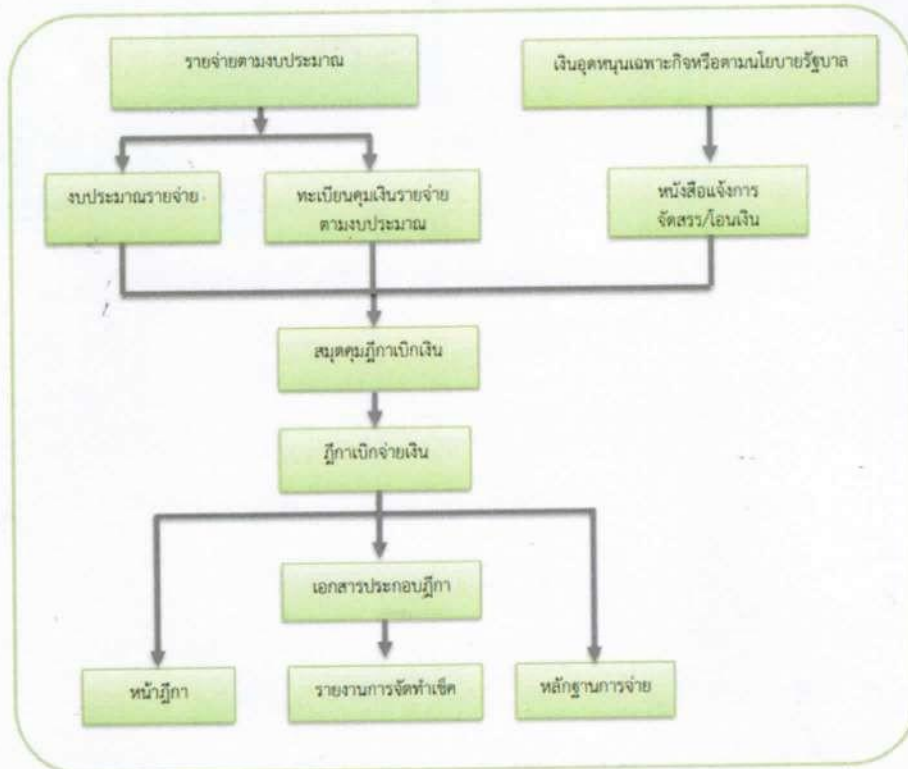 รายจ่ายตามงบประมาณ
เงินอุดหนุนเฉพาะกิจหรือตามนโยบายรัฐบาล
งบประมาณรายจ่าย
ทะเบียนคุมเงินรายจ่าย
ตามงบประมาณ
หนังสือแจ้งการ
จัดสรร/โอนเงิน
สมุดคุมฎีกาเบิกเงิน
ฎีกาเบิกจ่ายเงิน
เอกสารประกอบฎีกา
หน้าฎีกา
รายงานการจัดทำเช็ค
หลักฐานการจ่าย